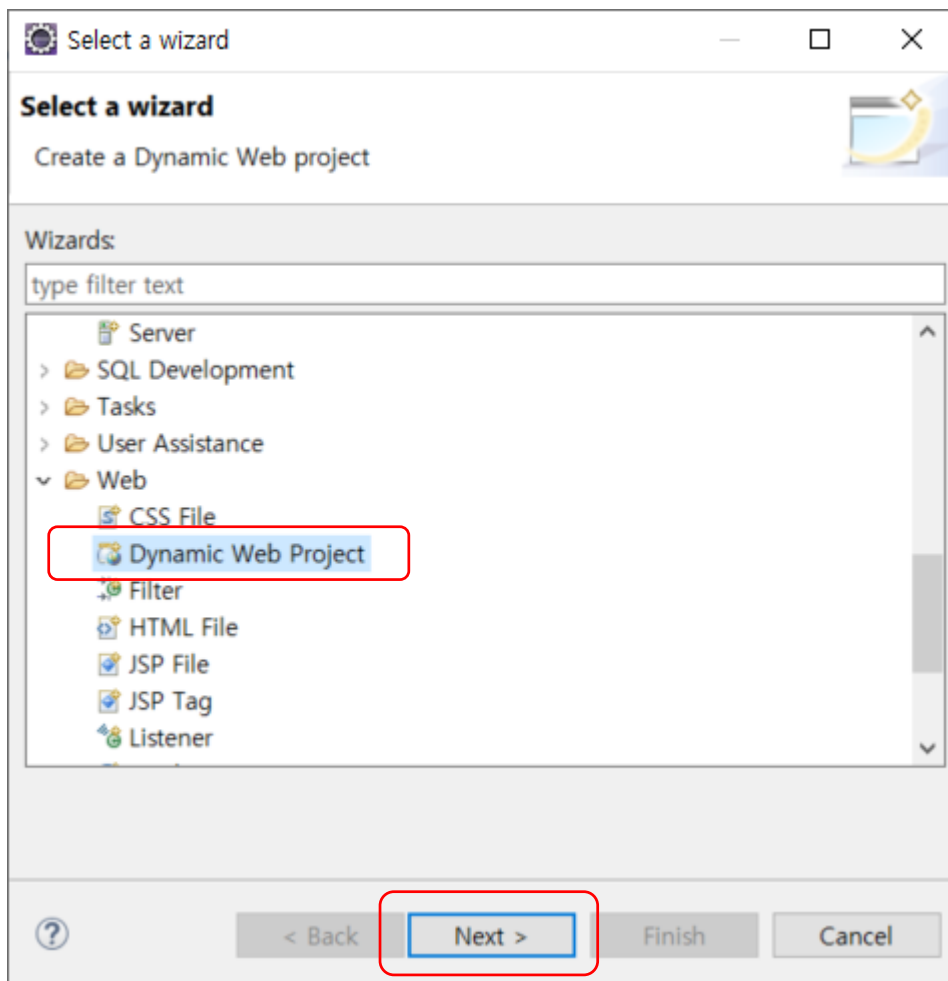 Select a wizard
Select a wizard
Create a Dynamic Web project
Wizards:
type filter text
Server
SQL Development
Tasks
User Assistance
Web
CSS File
Dynamic Web Project
Filter
HTML File
JSP File
JSP Tag
Listener
< Back Next > Finish Cancel